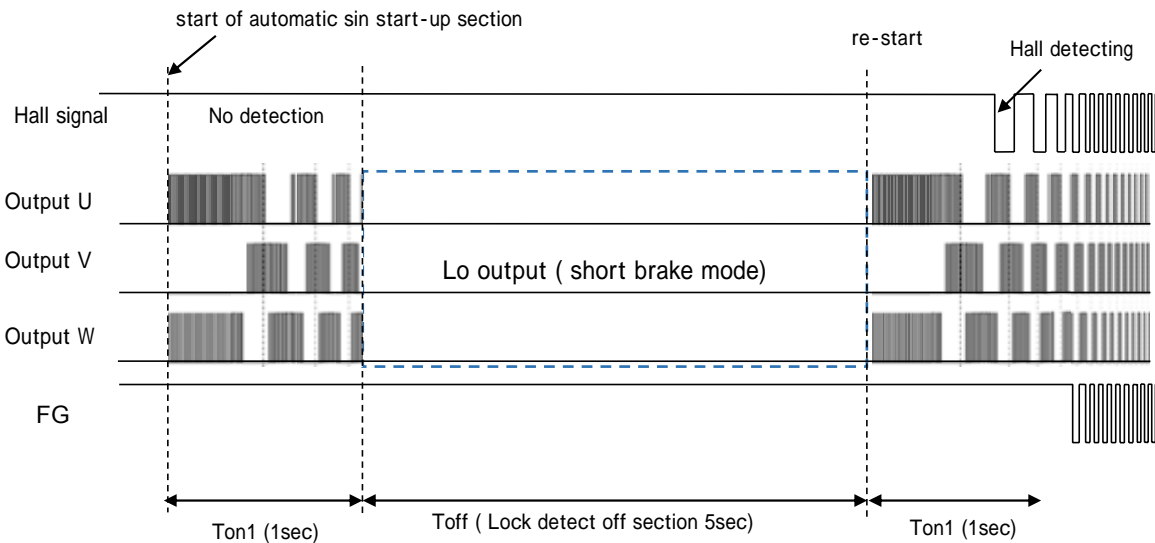 start of automatic sin start-up section
re-start
Hall detecting
Hall signal
No detection
Output U
Output V
Lo output ( short brake mode)
Output W
FG
Ton1 (1sec)
Toff ( Lock detect off section 5sec)
Ton1 (1sec)